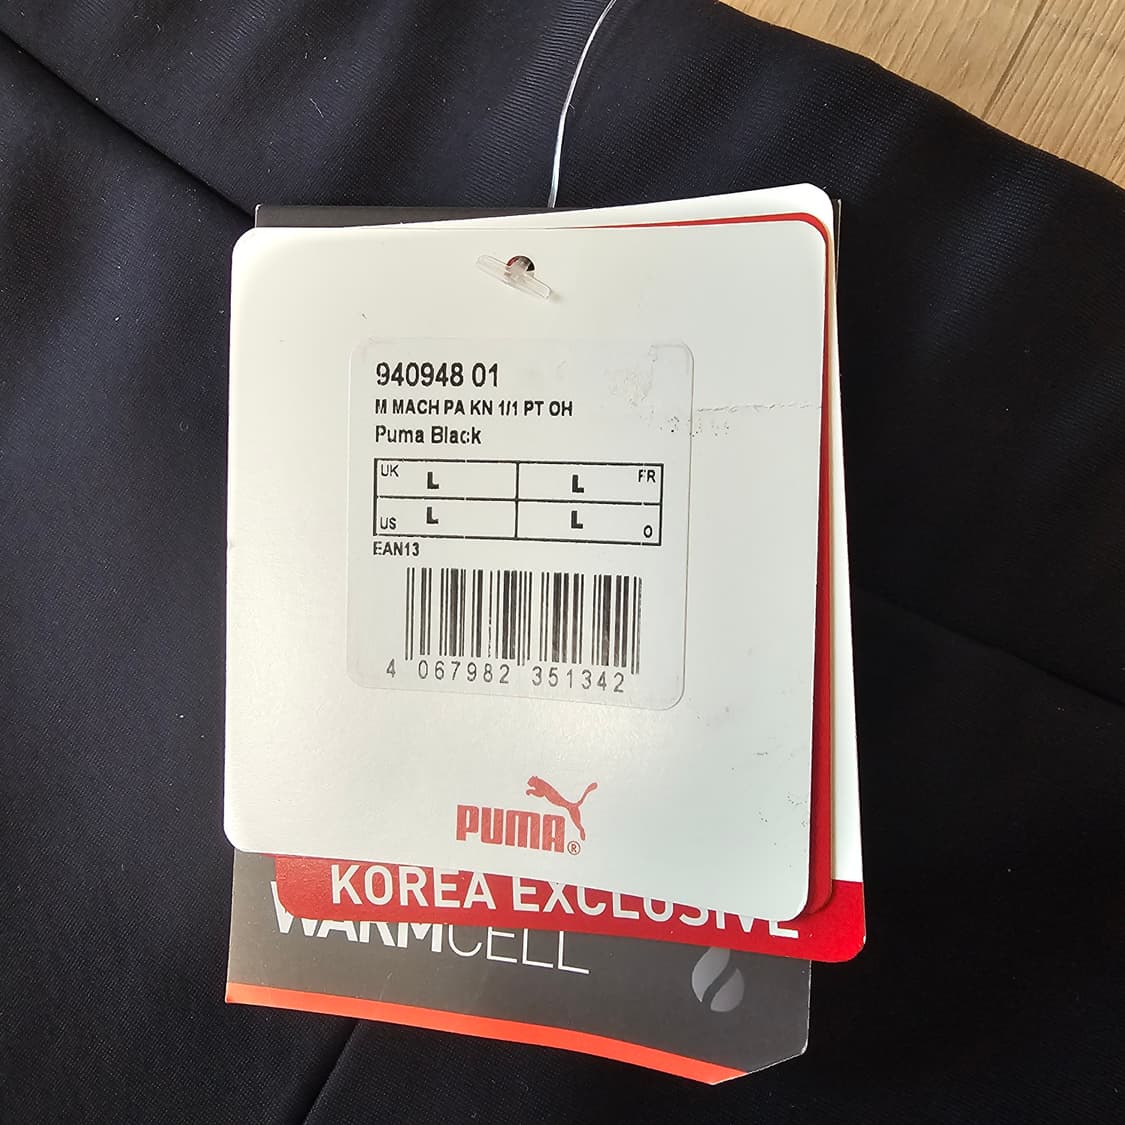 940948 01
M MACH PA KN 1/1 PT OH
Puma Black
UK L L FR
US L L O
EAN13
4 067982 351342
PUMA®
KOREA EXCLUSIVE
WARMCELL